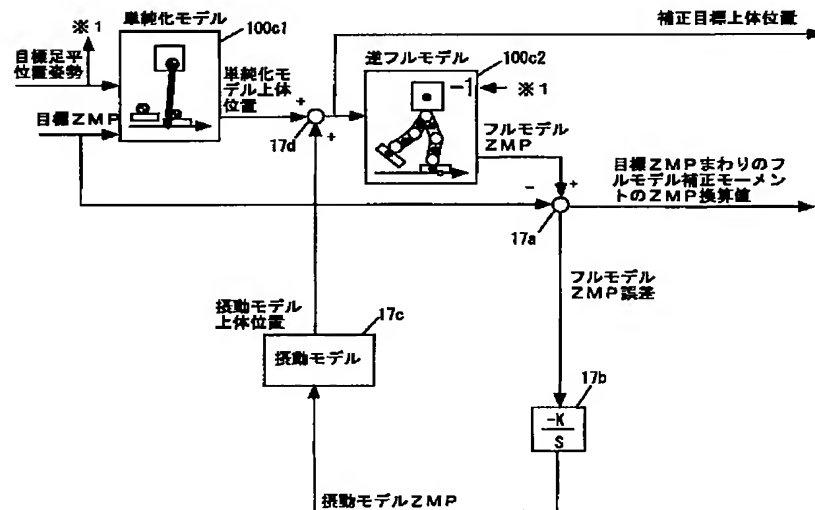 ※1
単純化モデル
100c1
目標足平
位置姿勢
目標ZMP
単純化モ
デル上体
位置
+
+
17d
補正目標上体位置
逆フルモデル
100c2
-1
※1
フルモデル
ZMP
-
+
17a
目標ZMPまわりのフ
ルモデル補正モーメン
トのZMP換算値
フルモデル
ZMP誤差
摂動モデル
上体位置
17c
摂動モデル
17b
-K
S
摂動モデルZMP